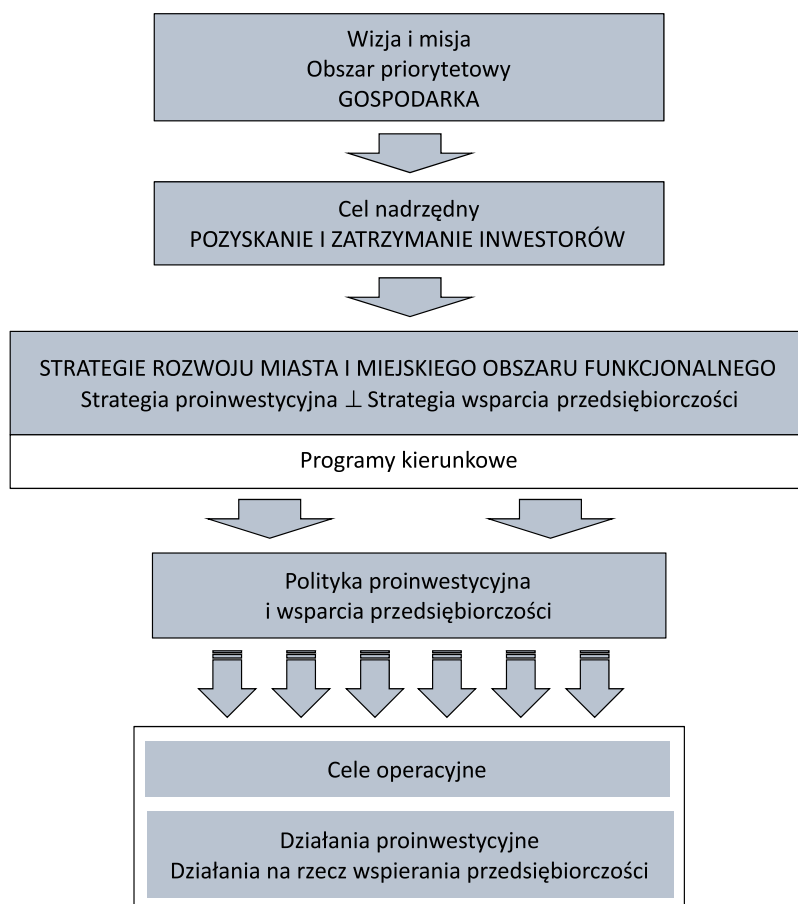 Wizja i misja
Obszar priorytetowy
GOSPODARKA
Cel nadrzędny
POZYSKANIE I ZATRZYMANIE INWESTORÓW
STRATEGIE ROZWOJU MIASTA I MIEJSKIEGO OBSZARU FUNKCJONALNEGO
Strategia proinwestycyjna ⊥ Strategia wsparcia przedsiębiorczości
Programy kierunkowe
Polityka proinwestycyjna
i wsparcia przedsiębiorczości
Cele operacyjne
Działania proinwestycyjne
Działania na rzecz wspierania przedsiębiorczości